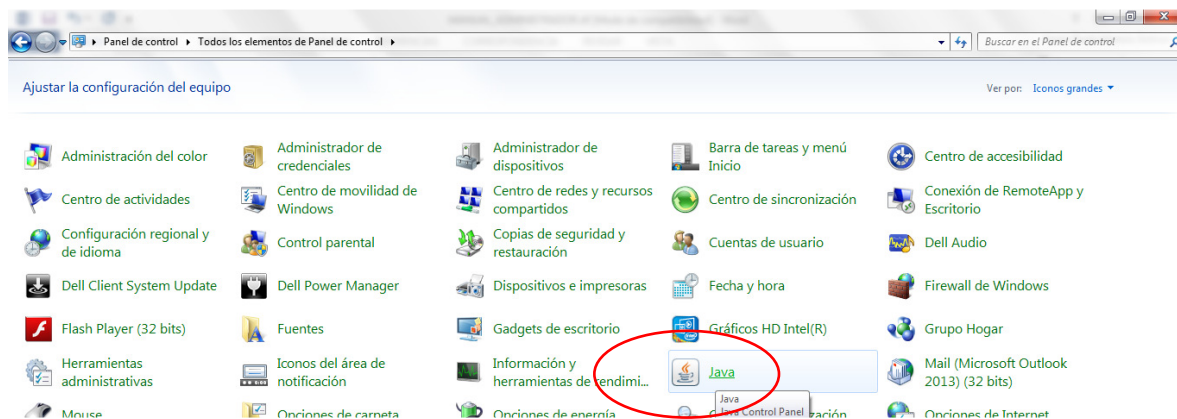 Panel de control ▸ Todos los elementos de Panel de control ▸
Buscar en el Panel de control
Ajustar la configuración del equipo
Ver por: Iconos grandes
Administración del color
Administrador de
credenciales
Administrador de
dispositivos
Barra de tareas y menú
Inicio
Centro de accesibilidad
Centro de actividades
Centro de movilidad de
Windows
Centro de redes y recursos
compartidos
Centro de sincronización
Conexión de RemoteApp y
Escritorio
Configuración regional y
de idioma
Control parental
Copias de seguridad y
restauración
Cuentas de usuario
Dell Audio
Dell Client System Update
Dell Power Manager
Dispositivos e impresoras
Fecha y hora
Firewall de Windows
Flash Player (32 bits)
Fuentes
Gadgets de escritorio
Gráficos HD Intel(R)
Grupo Hogar
Herramientas
administrativas
Iconos del área de
notificación
Información y
herramientas de rendimi...
Java
Mail (Microsoft Outlook
2013) (32 bits)
Java
Java Control Panel
Mouse
Opciones de carpeta
Opciones de energía
Opciones de Internet